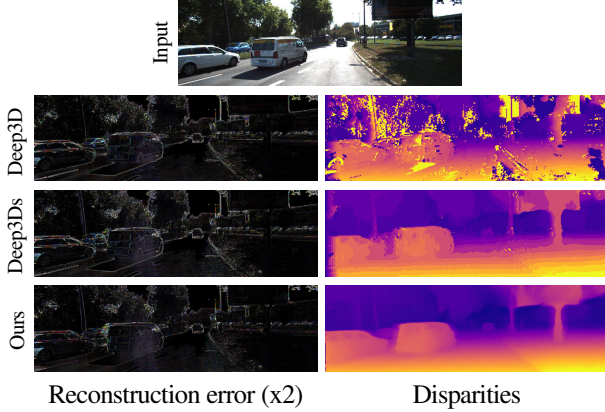 Input
Deep3D
Deep3Ds
Ours
Reconstruction error (x2)
Disparities